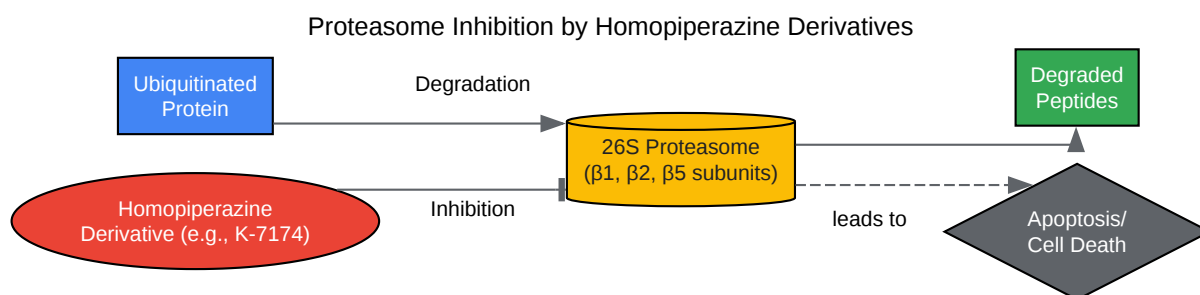 Proteasome Inhibition by Homopiperazine Derivatives
Ubiquitinated
Protein
Degradation
Degraded
Peptides
26S Proteasome
(β1, β2, β5 subunits)
Homopiperazine
Derivative (e.g., K-7174)
Inhibition
leads to
Apoptosis/
Cell Death